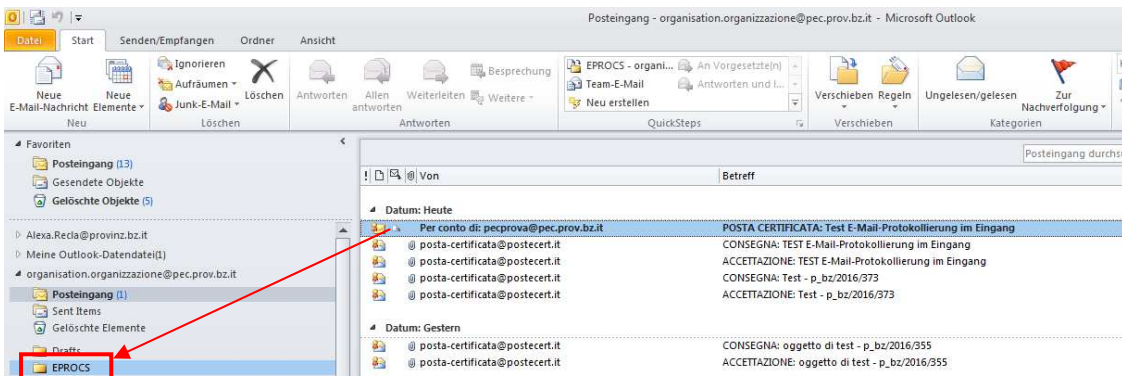 Posteingang - organisation.organizzazione@pec.prov.bz.it - Microsoft Outlook
Datei Start Senden/Empfangen Ordner Ansicht
Neue E-Mail-Nachricht
Neue Elemente
Neu
Ignorieren
Aufräumen
Junk-E-Mail
Löschen
Löschen
Antworten
Allen antworten
Weiterleiten
Besprechung
Weitere
Antworten
EPROCS - organi...
Team-E-Mail
Neu erstellen
An Vorgesetzte(n)
Antworten und l...
QuickSteps
Verschieben
Regeln
Verschieben
Ungelesen/gelesen
Zur Nachverfolgung
Kategorien
Favoriten
Posteingang (13)
Gesendete Objekte
Gelöschte Objekte (5)
Alexa.Recla@provinz.bz.it
Meine Outlook-Datendatei(1)
organisation.organizzazione@pec.prov.bz.it
Posteingang (1)
Sent Items
Gelöschte Elemente
Drafts
EPROCS
Posteingang durchs
! Von Betreff
Datum: Heute
Per conto di: pecprova@pec.prov.bz.it POSTA CERTIFICATA: Test E-Mail-Protokollierung im Eingang
posta-certificata@postecert.it CONSEGNA: TEST E-Mail-Protokollierung im Eingang
posta-certificata@postecert.it ACCETTAZIONE: TEST E-Mail-Protokollierung im Eingang
posta-certificata@postecert.it CONSEGNA: Test - p_bz/2016/373
posta-certificata@postecert.it ACCETTAZIONE: Test - p_bz/2016/373
Datum: Gestern
posta-certificata@postecert.it CONSEGNA: oggetto di test - p_bz/2016/355
posta-certificata@postecert.it ACCETTAZIONE: oggetto di test - p_bz/2016/355